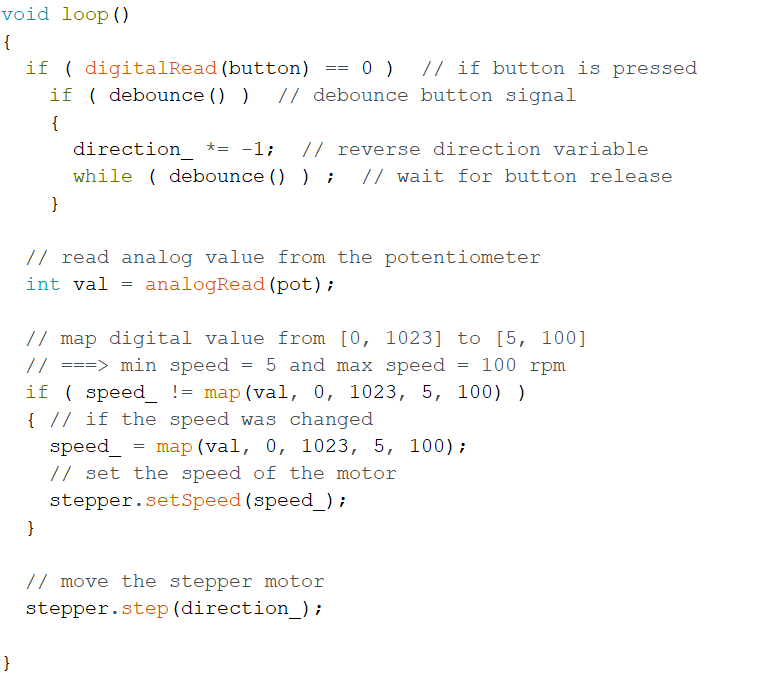 void loop()
{
  if ( digitalRead(button) == 0 )  // if button is pressed
    if ( debounce() )  // debounce button signal
    {
      direction_ *= -1;  // reverse direction variable
      while ( debounce() ) ;  // wait for button release
    }

  // read analog value from the potentiometer
  int val = analogRead(pot);

  // map digital value from [0, 1023] to [5, 100]
  // ===> min speed = 5 and max speed = 100 rpm
  if ( speed_ != map(val, 0, 1023, 5, 100) )
  { // if the speed was changed
    speed_ = map(val, 0, 1023, 5, 100);
    // set the speed of the motor
    stepper.setSpeed(speed_);
  }

  // move the stepper motor
  stepper.step(direction_);

}